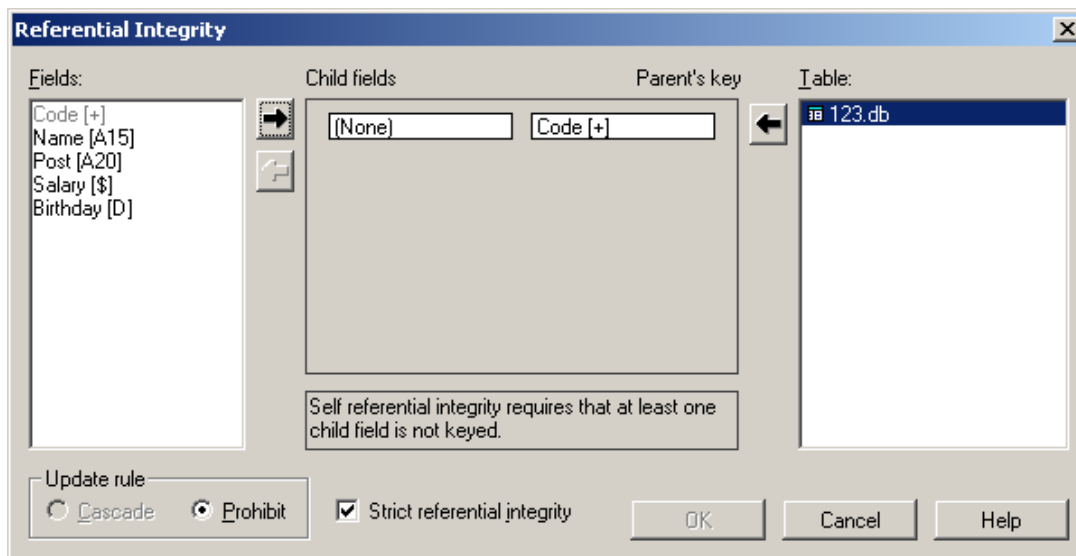 Referential Integrity
Fields:
Child fields
Parent's key
Table:
Code [+]
Name [A15]
Post [A20]
Salary [$]
Birthday [D]
(None)
Code [+]
123.db
Self referential integrity requires that at least one
child field is not keyed.
Update rule
Cascade
Prohibit
Strict referential integrity
OK
Cancel
Help